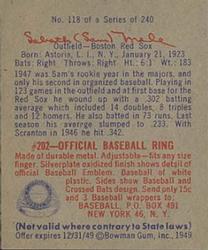 No. 118 of a Series of 240
Sabath (Sam) Mele
Outfield—Boston Red Sox
Born: Astoria, L. I., N. Y., January 21, 1923
Bats: Right Throws: Right Ht.: 6:1 Wt.: 183
1947 was Sam's rookie year in the majors, and
only his second in organized baseball. Playing in
123 games in the outfield and at first base for the
Red Sox he wound up with a .302 batting
average which included 14 doubles, 8 triples
and 12 homers. He also batted in 73 runs. Last
season his average slumped to .233. With
Scranton in 1946 he hit .342.
#202—OFFICIAL BASEBALL RING
Made of durable metal. Adjustable—fits any size
finger. Silverplate oxidized finish shows detail of
official Baseball Emblem. Baseball of white
plastic. Sides show Baseball and
Crossed Bats design. Send only 15c
and 3 Baseball wrappers to:
BASEBALL, P.O. BOX 491
NEW YORK 46, N. Y.
(Not valid where contrary to State laws)
Offer expires 12/31/49 © Bowman Gum, Inc., 1949